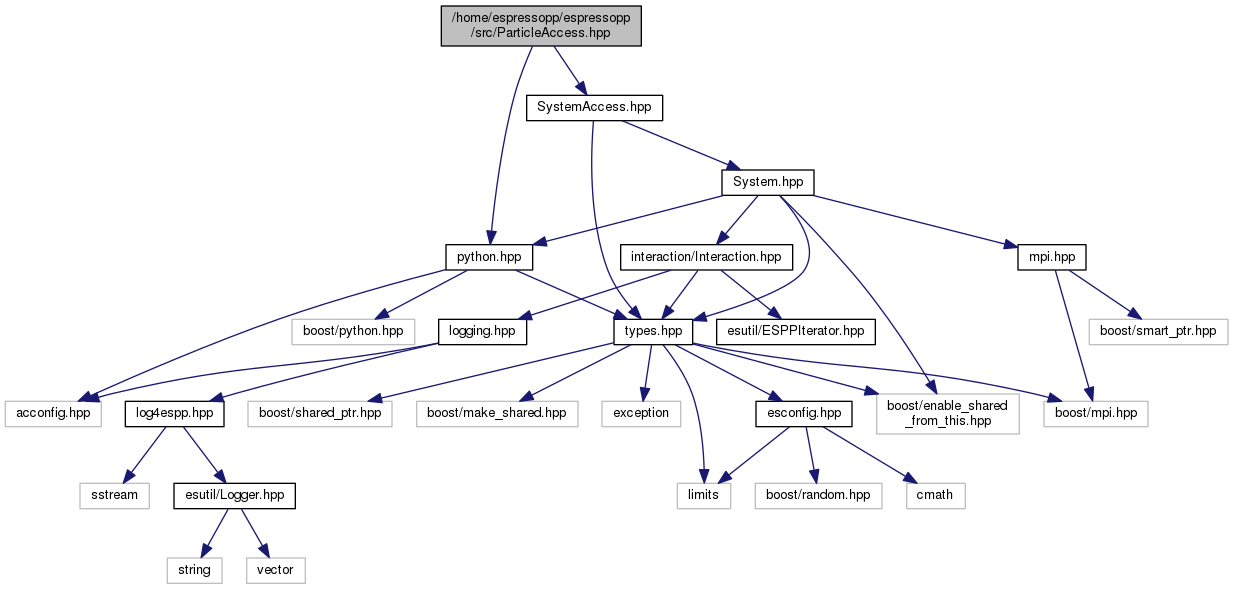 /home/espressopp/espressopp
/src/ParticleAccess.hpp
SystemAccess.hpp
System.hpp
python.hpp
interaction/Interaction.hpp
mpi.hpp
boost/python.hpp
logging.hpp
types.hpp
esutil/ESPPIterator.hpp
boost/smart_ptr.hpp
acconfig.hpp
log4espp.hpp
boost/shared_ptr.hpp
boost/make_shared.hpp
exception
esconfig.hpp
boost/enable_shared
_from_this.hpp
boost/mpi.hpp
sstream
esutil/Logger.hpp
limits
boost/random.hpp
cmath
string
vector